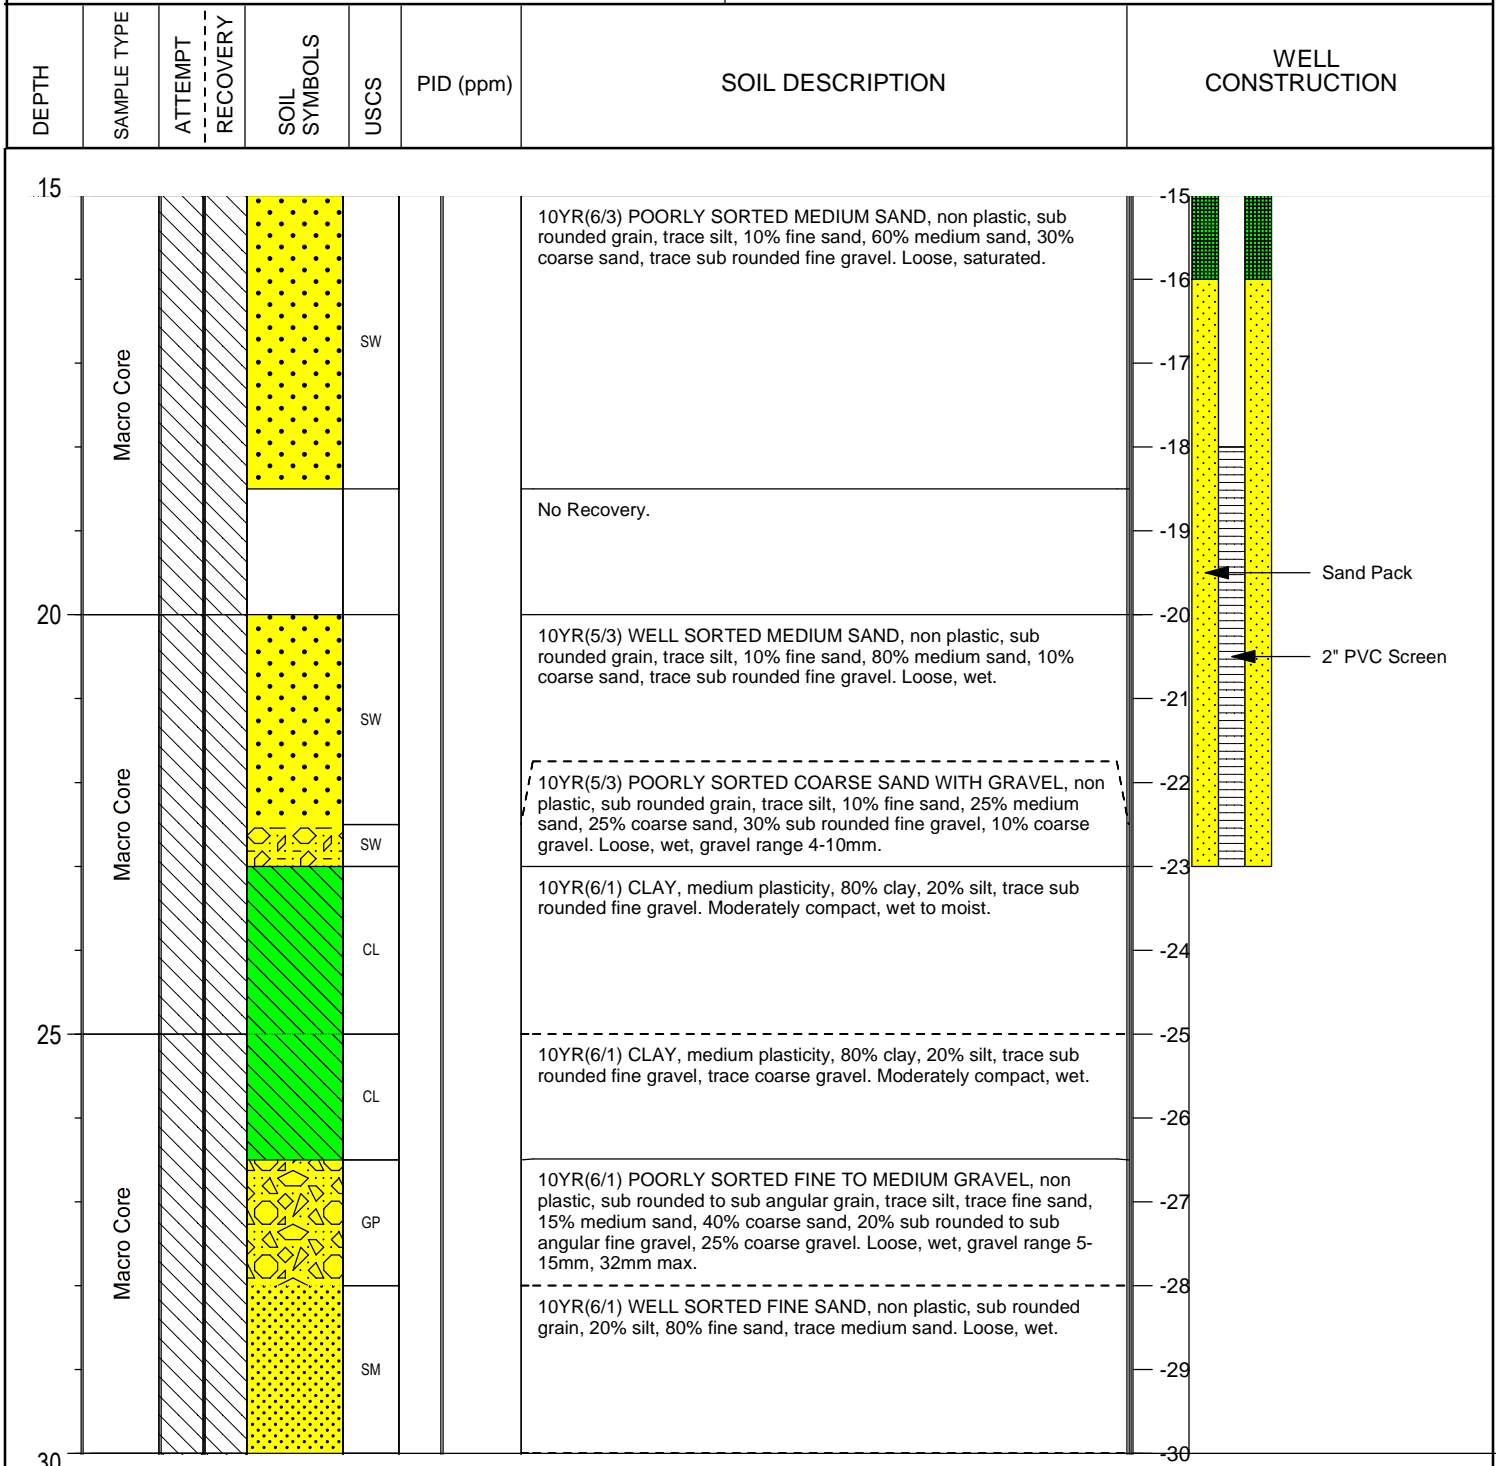 DEPTH
SAMPLE TYPE
ATTEMPT
RECOVERY
SOIL
SYMBOLS
USCS
PID (ppm)
SOIL DESCRIPTION
WELL
CONSTRUCTION
15
Macro Core
SW
10YR(6/3) POORLY SORTED MEDIUM SAND, non plastic, sub
rounded grain, trace silt, 10% fine sand, 60% medium sand, 30%
coarse sand, trace sub rounded fine gravel. Loose, saturated.
-15
-16
-17
-18
No Recovery.
-19
Sand Pack
20
-20
Macro Core
SW
10YR(5/3) WELL SORTED MEDIUM SAND, non plastic, sub
rounded grain, trace silt, 10% fine sand, 80% medium sand, 10%
coarse sand, trace sub rounded fine gravel. Loose, wet.
2" PVC Screen
-21
SW
10YR(5/3) POORLY SORTED COARSE SAND WITH GRAVEL, non
plastic, sub rounded grain, trace silt, 10% fine sand, 25% medium
sand, 25% coarse sand, 30% sub rounded fine gravel, 10% coarse
gravel. Loose, wet, gravel range 4-10mm.
-22
-23
CL
10YR(6/1) CLAY, medium plasticity, 80% clay, 20% silt, trace sub
rounded fine gravel. Moderately compact, wet to moist.
-24
25
-25
Macro Core
CL
10YR(6/1) CLAY, medium plasticity, 80% clay, 20% silt, trace sub
rounded fine gravel, trace coarse gravel. Moderately compact, wet.
-26
GP
10YR(6/1) POORLY SORTED FINE TO MEDIUM GRAVEL, non
plastic, sub rounded to sub angular grain, trace silt, trace fine sand,
15% medium sand, 40% coarse sand, 20% sub rounded to sub
angular fine gravel, 25% coarse gravel. Loose, wet, gravel range 5-
15mm, 32mm max.
-27
-28
SM
10YR(6/1) WELL SORTED FINE SAND, non plastic, sub rounded
grain, 20% silt, 80% fine sand, trace medium sand. Loose, wet.
-29
30
-30